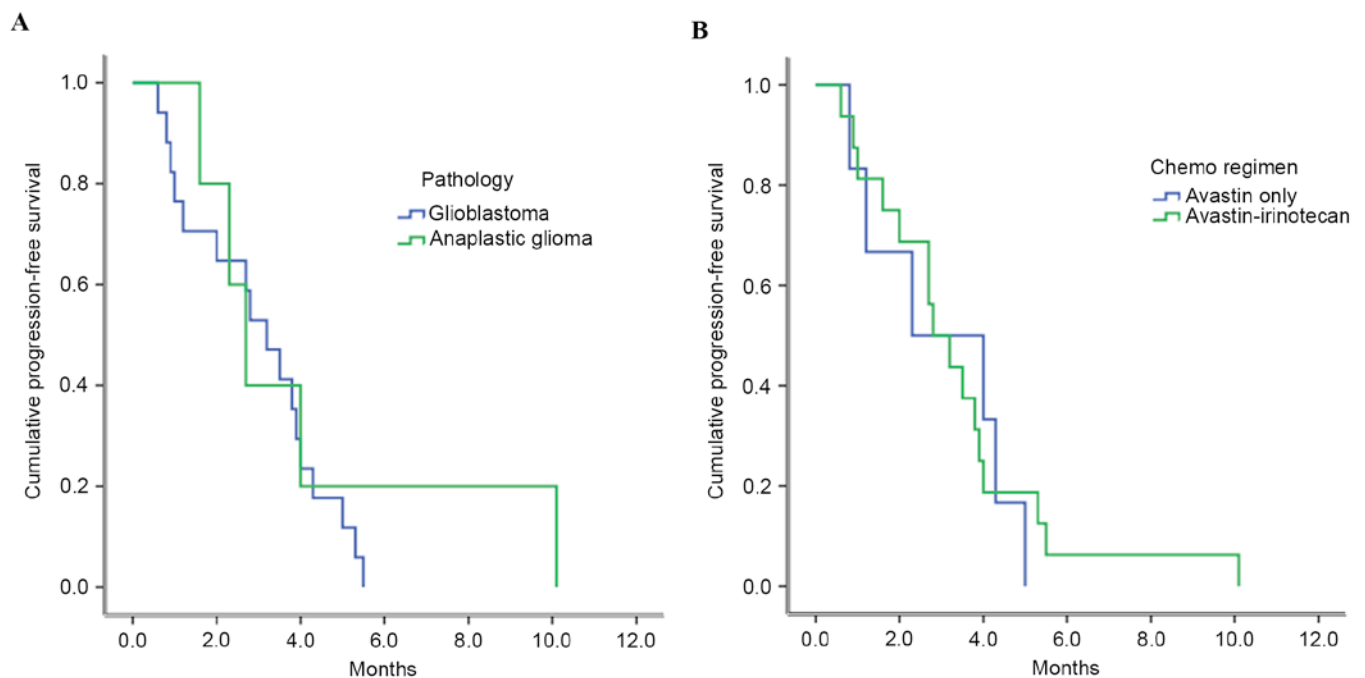 A
Cumulative progression-free survival
1.0
0.8
0.6
0.4
0.2
0.0
Pathology
Glioblastoma
Anaplastic glioma
0.0 2.0 4.0 6.0 8.0 10.0 12.0
Months
B
Cumulative progression-free survival
1.0
0.8
0.6
0.4
0.2
0.0
Chemo regimen
Avastin only
Avastin-irinotecan
0.0 2.0 4.0 6.0 8.0 10.0 12.0
Months